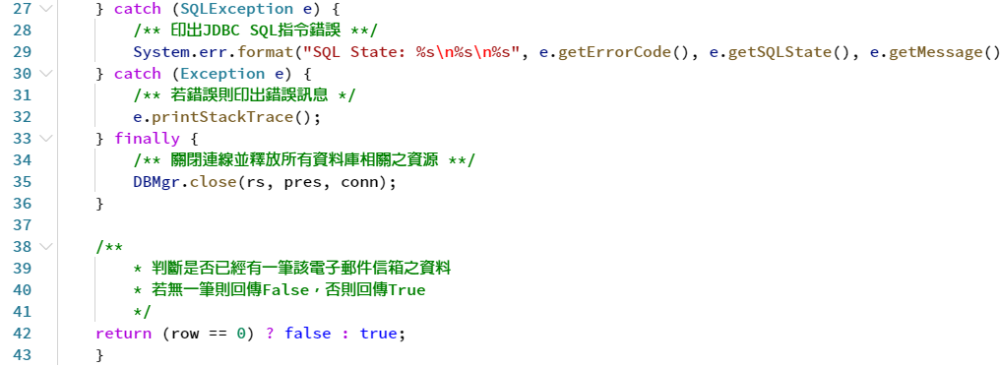 27 } catch (SQLException e) {
28 /** 印出JDBC SQL指令錯誤 **/
29 System.err.format("SQL State: %s\n%s\n%s", e.getErrorCode(), e.getSQLState(), e.getMessage()
30 } catch (Exception e) {
31 /** 若錯誤則印出錯誤訊息 */
32 e.printStackTrace();
33 } finally {
34 /** 關閉連線並釋放所有資料庫相關之資源 **/
35 DBMgr.close(rs, pres, conn);
36 }
37
38 /**
39 * 判斷是否已經有一筆該電子郵件信箱之資料
40 * 若無一筆則回傳False，否則回傳True
41 */
42 return (row == 0) ? false : true;
43 }